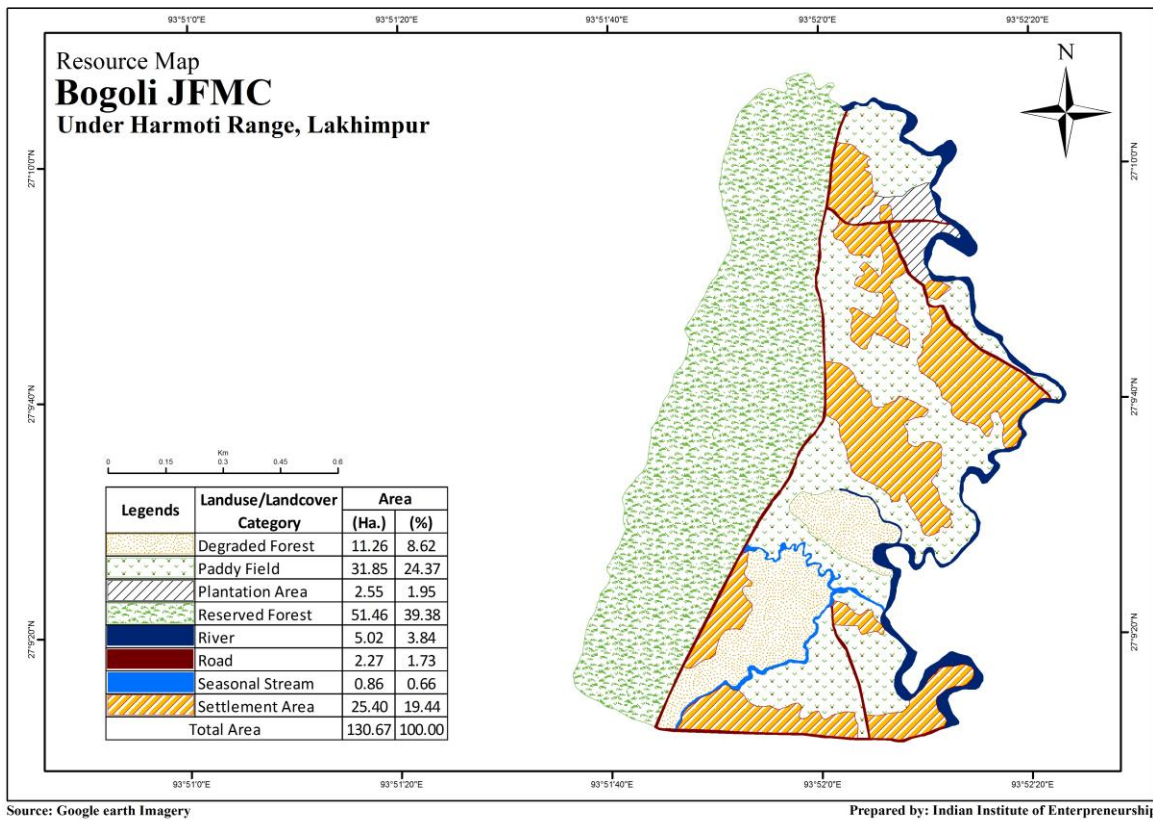 93°51'0"E 93°51'20"E 93°51'40"E 93°52'0"E 93°52'20"E
Resource Map
Bogoli JFMC
Under Harmoti Range, Lakhimpur
N
27°10'0"N 27°10'0"N
27°9'40"N 27°9'40"N
Km
0 0.15 0.3 0.45 0.6
Legends Landuse/Landcover Category Area
(Ha.) (%)
Degraded Forest 11.26 8.62
Paddy Field 31.85 24.37
Plantation Area 2.55 1.95
Reserved Forest 51.46 39.38
River 5.02 3.84
Road 2.27 1.73
Seasonal Stream 0.86 0.66
Settlement Area 25.40 19.44
Total Area 130.67 100.00
27°9'20"N 27°9'20"N
93°51'0"E 93°51'20"E 93°51'40"E 93°52'0"E 93°52'20"E
Source: Google earth Imagery Prepared by: Indian Institute of Enterpreneurship